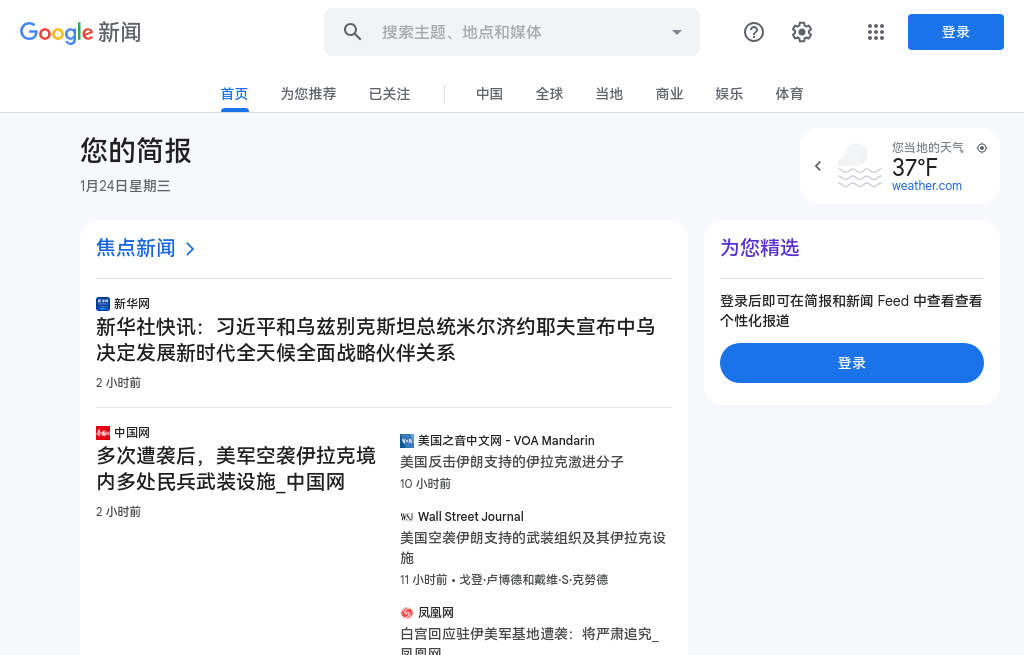 Google 新闻
搜索主题、地点和媒体
登录
首页
为您推荐
已关注
中国
全球
当地
商业
娱乐
体育
您的简报
1月24日星期三
您当地的天气
37°F
weather.com
焦点新闻
新华网
新华社快讯：习近平和乌兹别克斯坦总统米尔济约耶夫宣布中乌
决定发展新时代全天候全面战略伙伴关系
2 小时前
中国网
多次遭袭后，美军空袭伊拉克境
内多处民兵武装设施_中国网
2 小时前
美国之音中文网 - VOA Mandarin
美国反击伊朗支持的伊拉克激进分子
10 小时前
WSJ Wall Street Journal
美国空袭伊朗支持的武装组织及其伊拉克设
施
11 小时前 • 戈登·卢博德和戴维·S·克劳德
凤凰网
白宫回应驻伊美军基地遭袭：将严肃追究_
凤凰网
为您精选
登录后即可在简报和新闻 Feed 中查看查看
个性化报道
登录